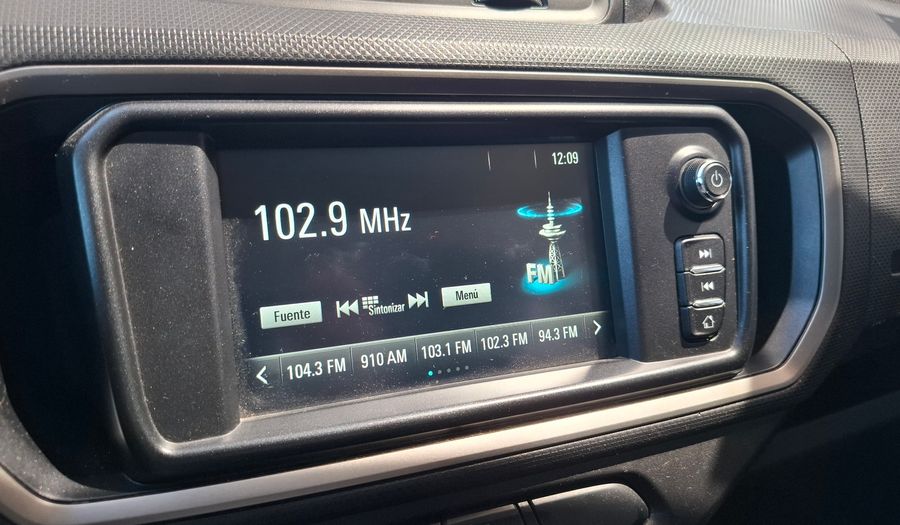 12:09
102.9 MHz
FM
Fuente
Sintonizar
Menú
104.3 FM 910 AM 103.1 FM 102.3 FM 94.3 FM